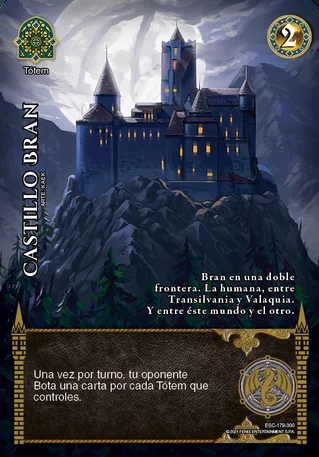 2
Tótem
CASTILLO BRAN
ARTE: KAEK
Bran en una doble
frontera. La humana, entre
Transilvania y Valaquia.
Y entre éste mundo y el otro.
Una vez por turno, tu oponente
Bota una carta por cada Tótem que
controles.
ESC-179-300
©2021 FENIX ENTERTAINMENT S.P.A.